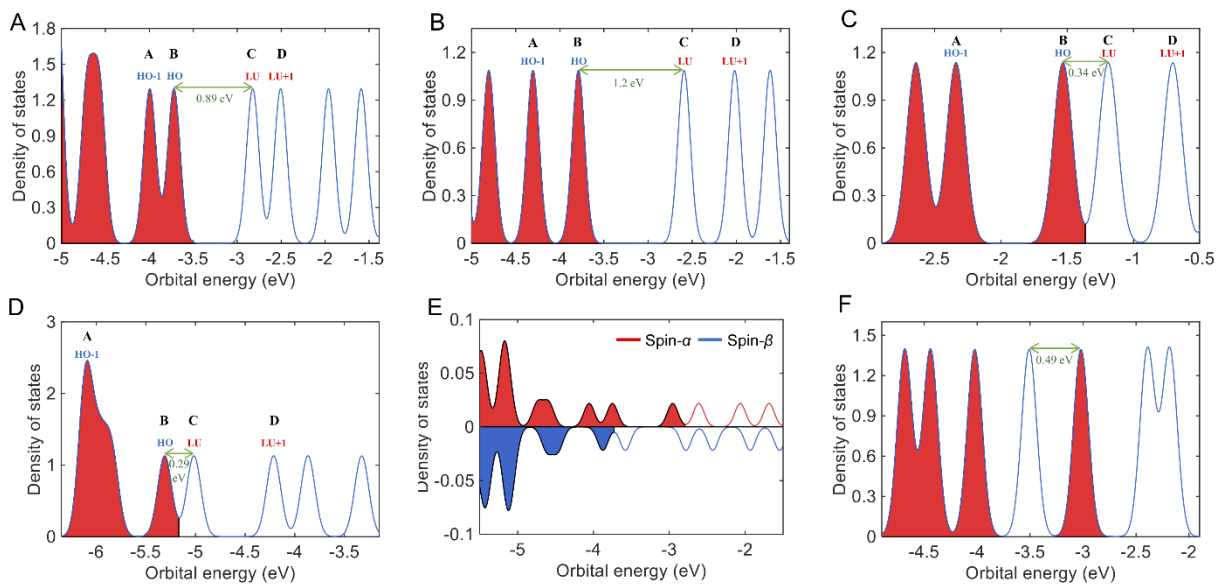 A
Density of states
1.8
1.5
1.2
0.9
0.6
0.3
0
A B C D
HO-1 HO LU LU+1
0.89 eV
-5 -4.5 -4 -3.5 -3 -2.5 -2 -1.5
Orbital energy (eV)
B
Density of states
1.2
0.9
0.6
0.3
0
A B C D
HO-1 HO LU LU+1
1.2 eV
-5 -4.5 -4 -3.5 -3 -2.5 -2 -1.5
Orbital energy (eV)
C
Density of states
1.2
0.9
0.6
0.3
0
A B C D
HO-1 HO LU LU+1
0.34 eV
-2.5 -2 -1.5 -1 -0.5
Orbital energy (eV)
D
Density of states
3
2
1
0
A
HO-1
B C D
HO LU LU+1
0.29
eV
-6 -5.5 -5 -4.5 -4 -3.5
Orbital energy (eV)
E
Density of states
0.1
0.05
0
-0.05
-0.1
Spin-α Spin-β
-5 -4 -3 -2
Orbital energy (eV)
F
Density of states
1.5
1.2
0.9
0.6
0.3
0
0.49 eV
-4.5 -4 -3.5 -3 -2.5 -2
Orbital energy (eV)